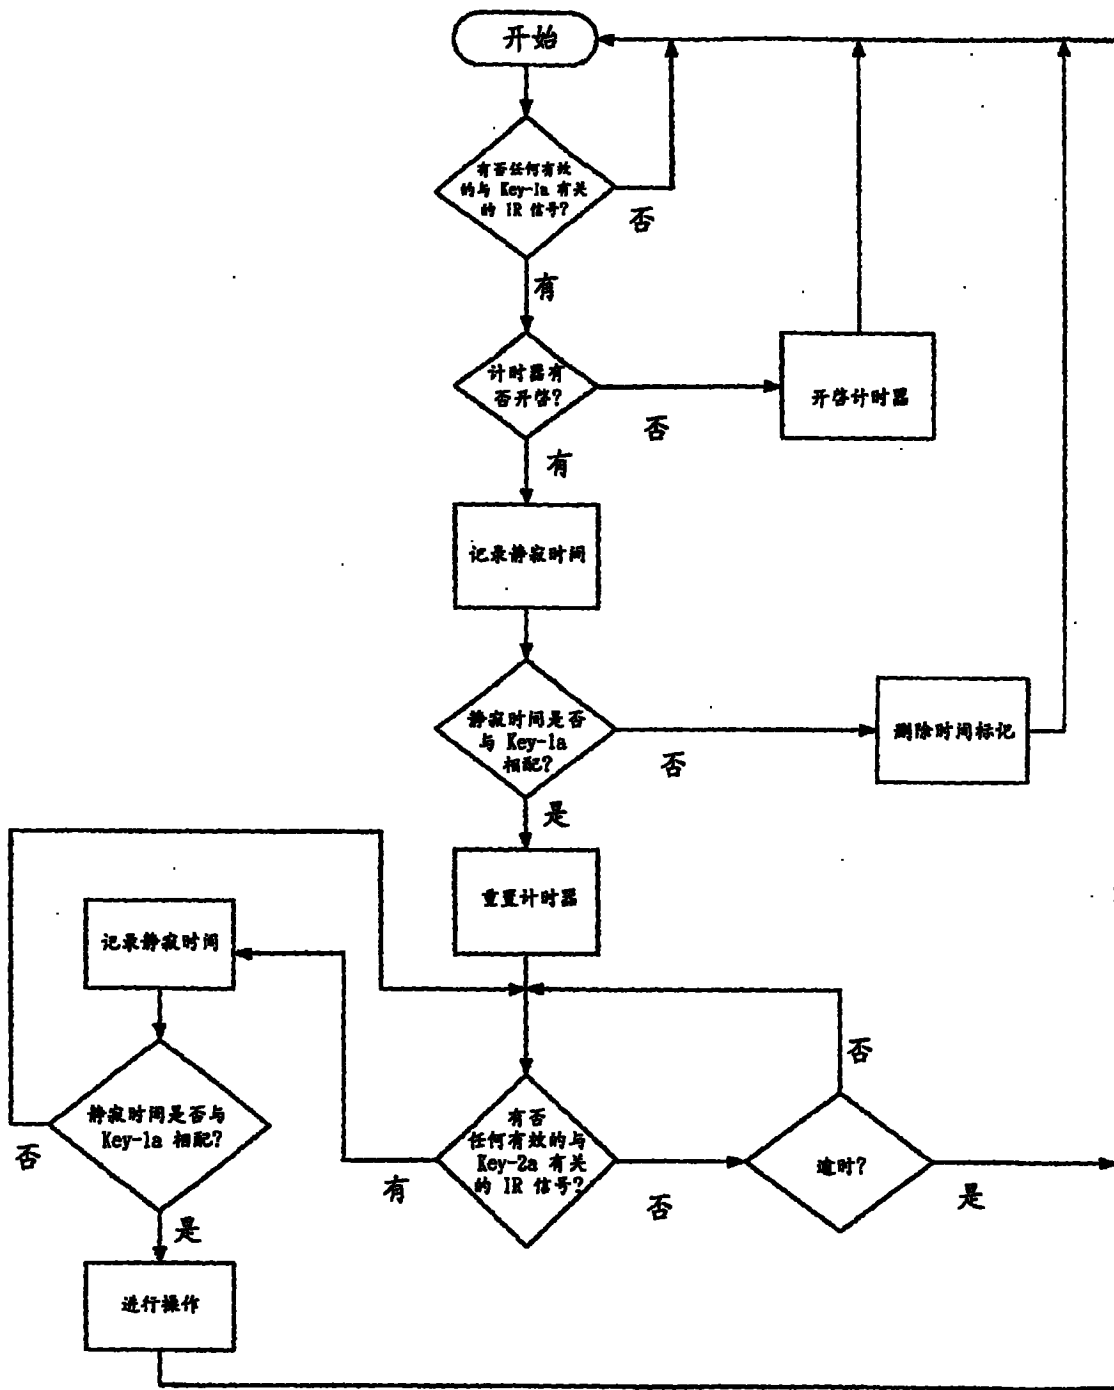 开始
有否任何有效
的与 Key-1a 有关
的 IR 信号?
否
有
计时器有
否开啓?
否
开啓计时器
有
记录静寂时间
静寂时间是否
与 Key-1a
相配?
否
删除时间标记
是
重置计时器
记录静寂时间
否
静寂时间是否与
Key-1a 相配?
否
有否
任何有效的与
Key-2a 有关
的 IR 信号?
有
否
逾时?
是
是
进行操作